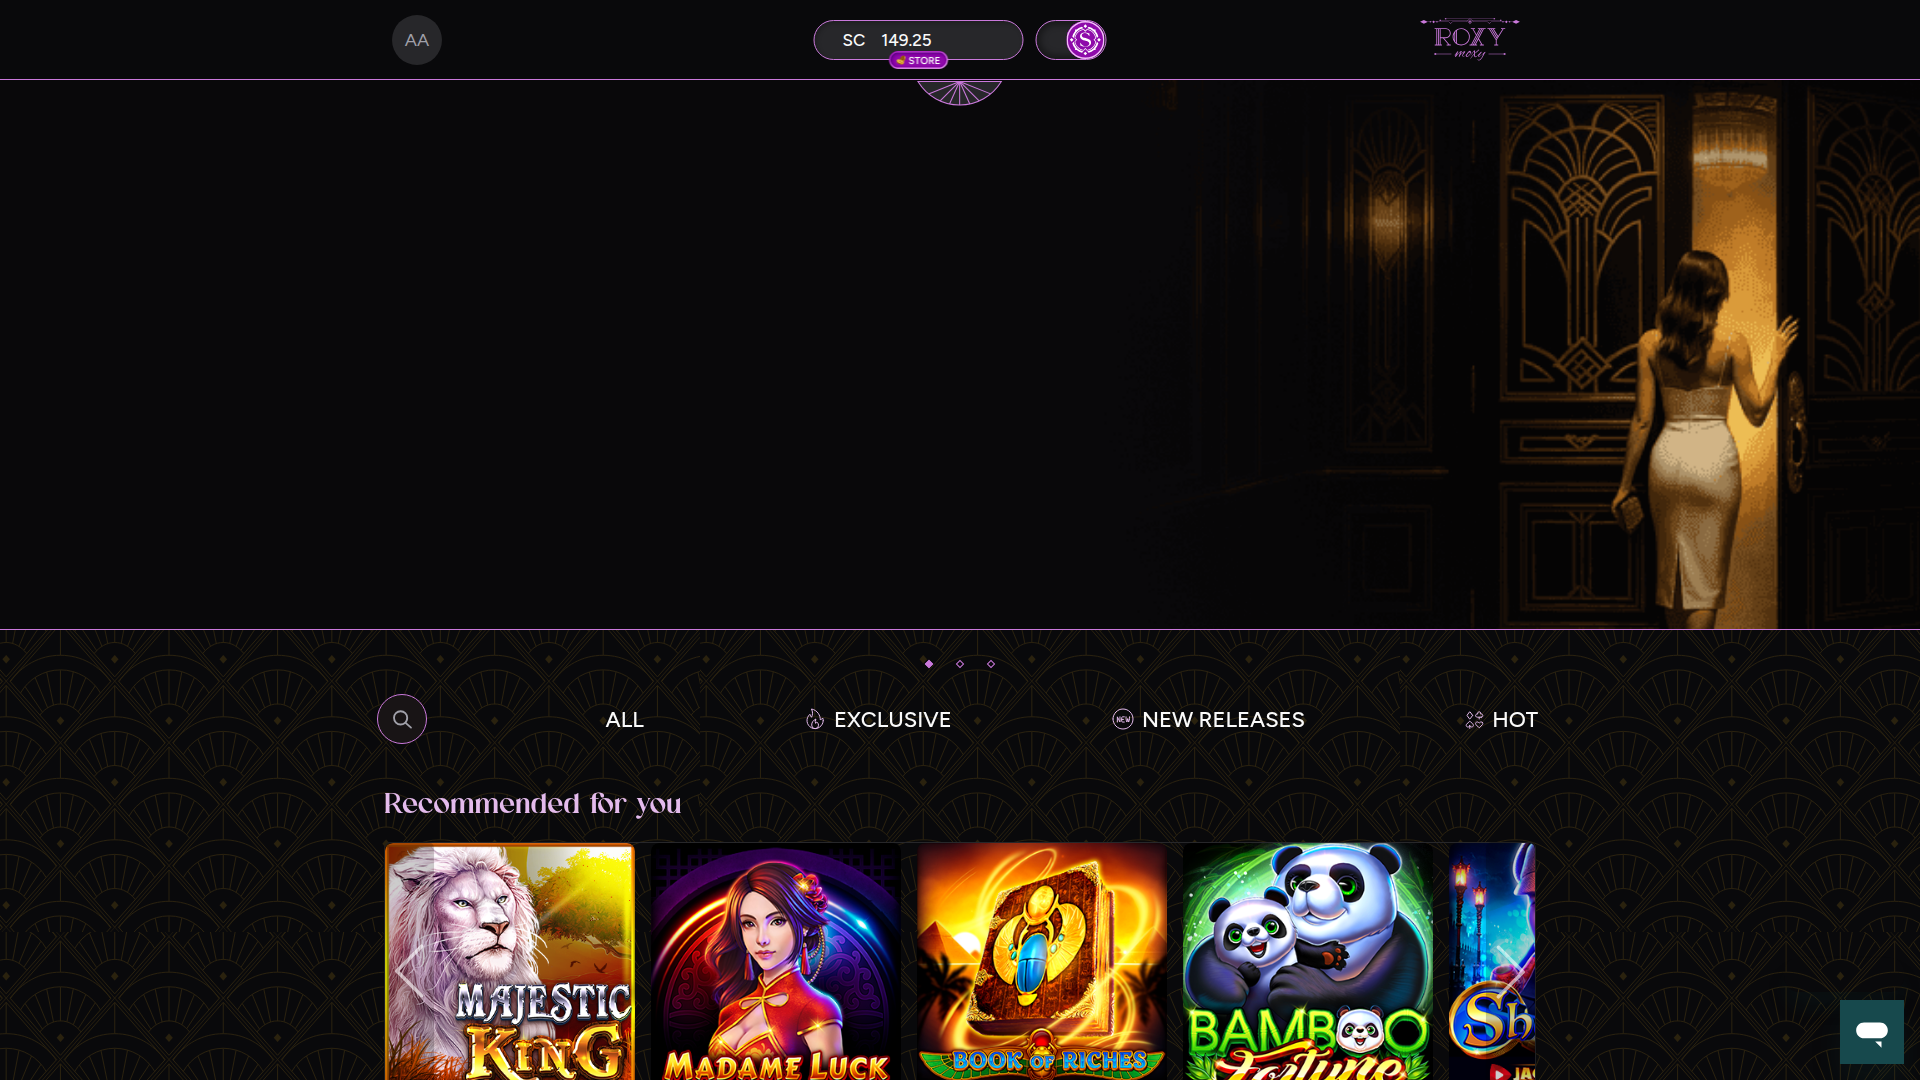 AA
SC 149.25
STORE
S
ROXY
moxy
ALL
EXCLUSIVE
NEW
NEW RELEASES
HOT
Recommended for you
MAJESTIC
KING
MADAME LUCK
BOOK OF RICHES
BAMBOO
Fortune
Sh
JAC